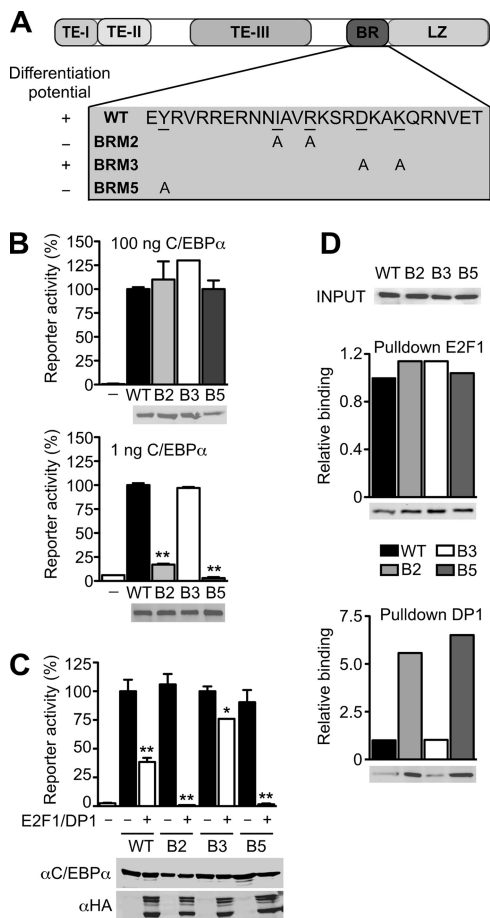 A
TE-I TE-II TE-III BR LZ
Differentiation
potential
+ WT EYRVRRERNNIAVRKSRDKAKQRNVET
– BRM2 A A
+ BRM3 A A
– BRM5 A
B
100 ng C/EBPα
Reporter activity (%)
150
125
100
75
50
25
0
– WT B2 B3 B5
1 ng C/EBPα
Reporter activity (%)
150
125
100
75
50
25
0
** **
– WT B2 B3 B5
C
Reporter activity (%)
125
100
75
50
25
0
** ** * **
E2F1/DP1 – – + – + – + – +
WT B2 B3 B5
αC/EBPα
αHA
D
WT B2 B3 B5
INPUT
Pulldown E2F1
Relative binding
1.2
0.6
0
WT B3
B2 B5
Pulldown DP1
Relative binding
7.5
5.0
2.5
0